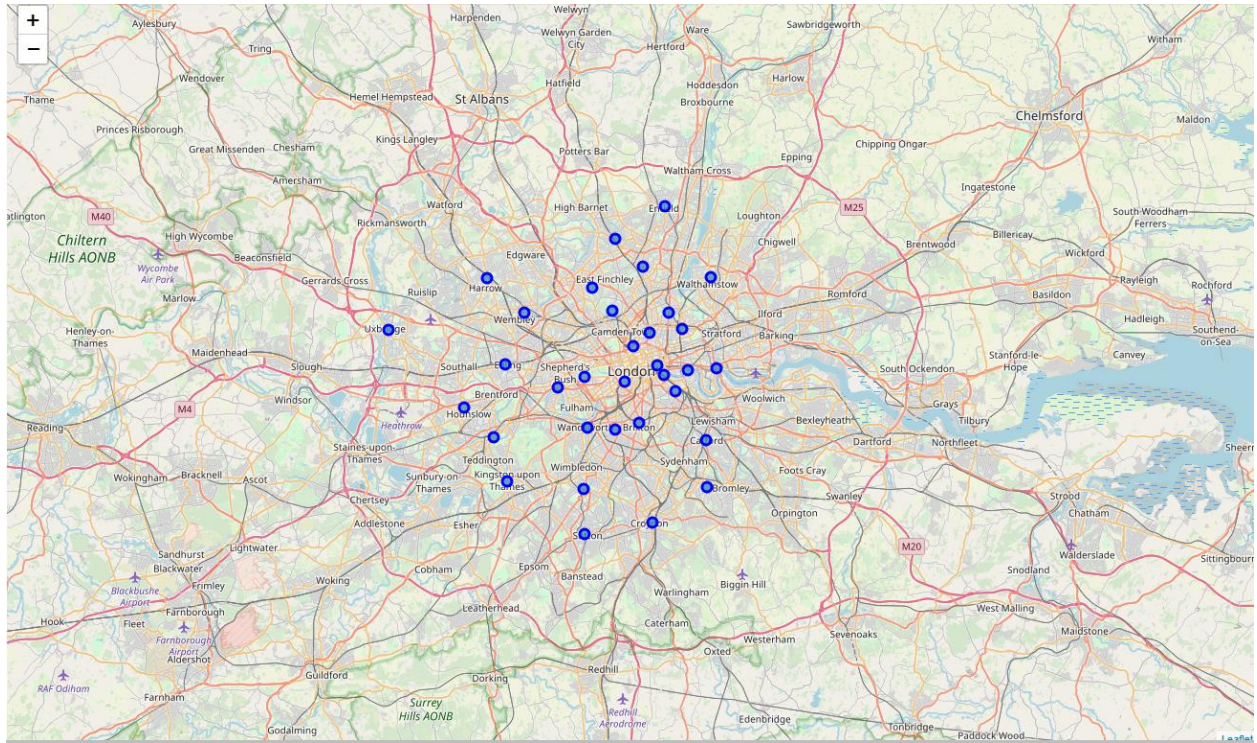 +
−
Welwyn
Aylesbury
Harpenden
Ware
Sawbridgeworth
Tring
Welwyn Garden
City
Hertford
Witham
Wendover
Hatfield
Hoddesdon
Harlow
Thame
Hemel Hempstead
St Albans
Broxbourne
Chelmsford
Maldon
Princes Risborough
Kings Langley
Great Missenden
Chesham
Potters Bar
Epping
Chipping Ongar
Waltham Cross
Amersham
Ingatestone
Watford
High Barnet
Loughton
M25
South Woodham
Ferrers
M40
Rickmansworth
High Wycombe
Chigwell
Brentwood
Billericay
Chiltern
Hills AONB
Beaconsfield
Edgware
Wickford
Wycombe
Air Park
Gerrards Cross
Harrow
East Finchley
Walthamstow
Rayleigh
Rochford
Marlow
Ruislip
Romford
Basildon
Wembley
Ilford
Hadleigh
Southend-
on-Sea
Henley-on-
Thames
Camden
Stratford
Barking
Maidenhead
Slough
Southall
Shepherd's
Bush
London
South Ockendon
Stanford-le-
Hope
Canvey
Windsor
Brentford
Woolwich
M4
Heathrow
Hounslow
Fulham
Grays
Tilbury
Reading
Lewisham
Bexleyheath
Staines-upon
Thames
Dartford
Northfleet
Bracknell
Teddington
Wimbledon
Sydenham
Foots Cray
Wokingham
Ascot
Sunbury-on
Thames
Kingston-upon
Thames
Bromley
Swanley
Strood
Chertsey
Chatham
Addlestone
Esher
Orpington
Sandhurst
Lightwater
M20
Walderslade
Blackwater
Cobham
Epsom
Banstead
Snodland
Sittingbour
Frimley
Woking
Biggin Hill
Blackbushe
Airport
Warlingham
Hook
Fleet
Farnborough
Leatherhead
West Malling
Farnborough
Airport
Caterham
Westerham
Sevenoaks
Maidstone
Aldershot
Oxted
RAF Odiham
Guildford
Dorking
Redhill
Farnham
Surrey
Hills AONB
Redhill
Aerodrome
Edenbridge
Tonbridge
Godalming
Paddock Wood
Leaflet